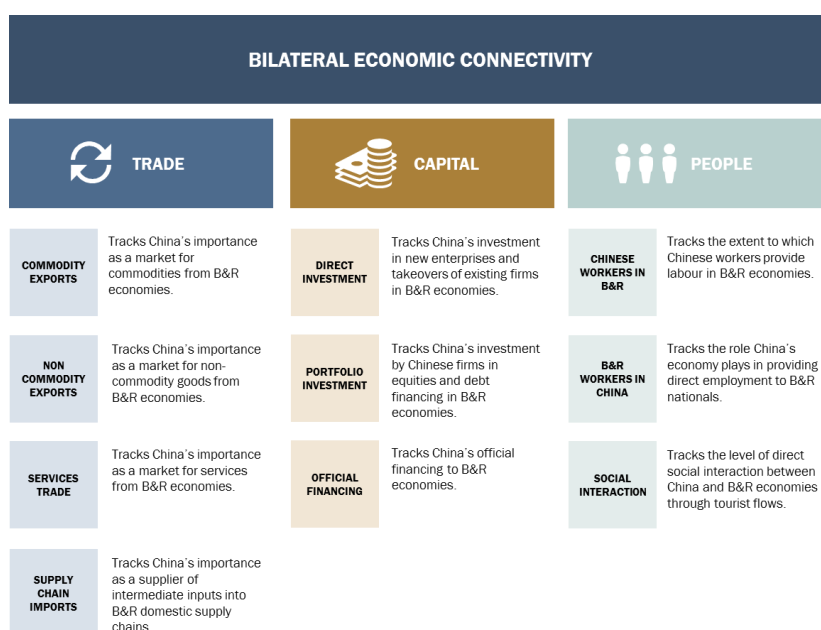 BILATERAL ECONOMIC CONNECTIVITY
TRADE
CAPITAL
PEOPLE
COMMODITY
EXPORTS
Tracks China's importance
as a market for
commodities from B&R
economies.
NON
COMMODITY
EXPORTS
Tracks China's importance
as a market for non-
commodity goods from
B&R economies.
SERVICES
TRADE
Tracks China's importance
as a market for services
from B&R economies.
SUPPLY
CHAIN
IMPORTS
Tracks China's importance
as a supplier of
intermediate inputs into
B&R domestic supply
chains
DIRECT
INVESTMENT
Tracks China's investment
in new enterprises and
takeovers of existing firms
in B&R economies.
PORTFOLIO
INVESTMENT
Tracks China's investment
by Chinese firms in
equities and debt
financing in B&R
economies.
OFFICIAL
FINANCING
Tracks China's official
financing to B&R
economies.
CHINESE
WORKERS IN
B&R
Tracks the extent to which
Chinese workers provide
labour in B&R economies.
B&R
WORKERS IN
CHINA
Tracks the role China's
economy plays in providing
direct employment to B&R
nationals.
SOCIAL
INTERACTION
Tracks the level of direct
social interaction between
China and B&R economies
through tourist flows.